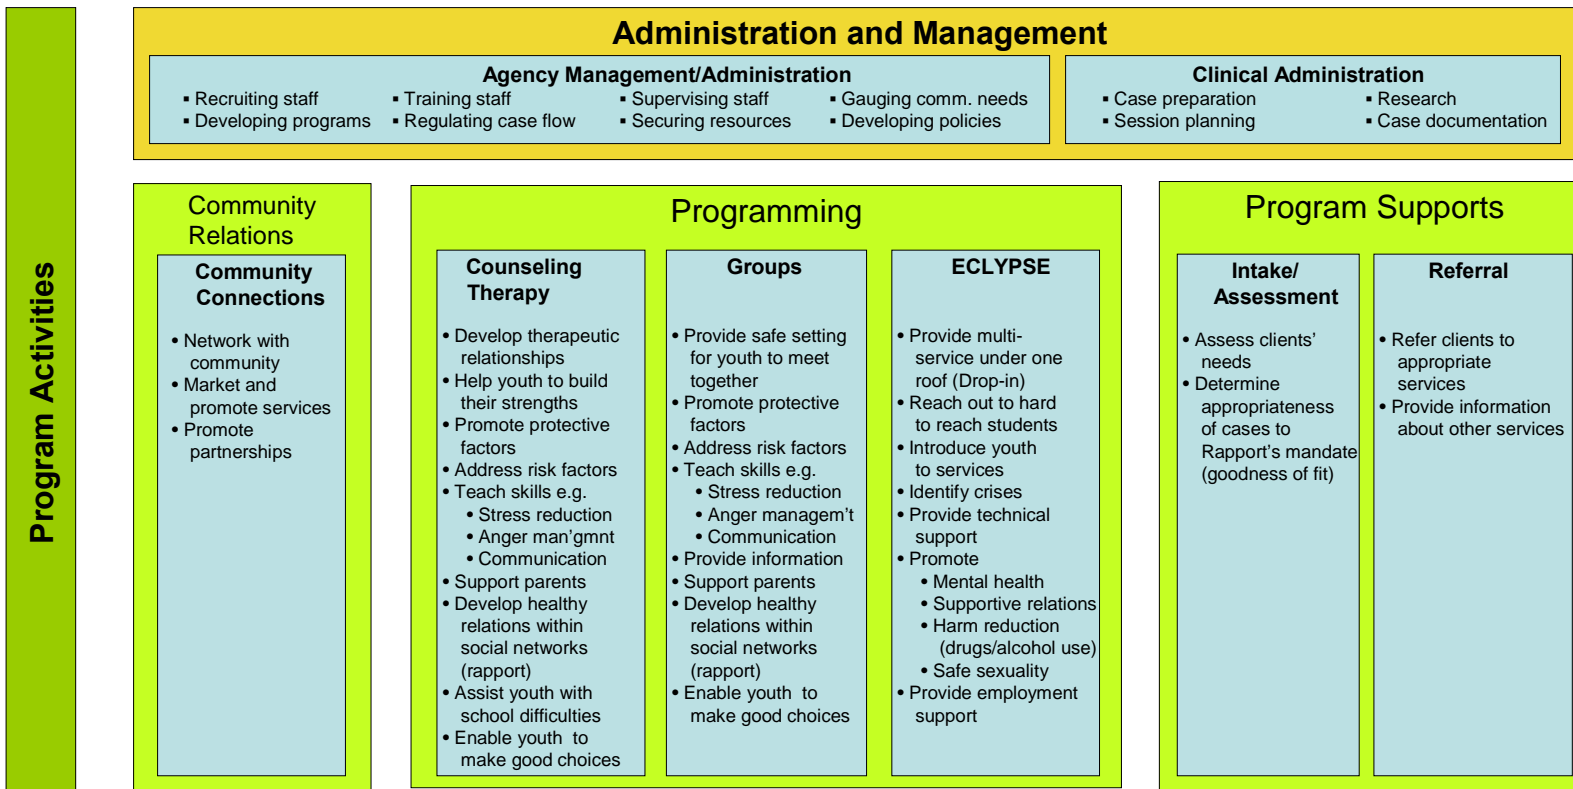 Program Activities
Administration and Management
Agency Management/Administration
▪ Recruiting staff
▪ Training staff
▪ Supervising staff
▪ Gauging comm. needs
▪ Developing programs
▪ Regulating case flow
▪ Securing resources
▪ Developing policies
Clinical Administration
▪ Case preparation
▪ Research
▪ Session planning
▪ Case documentation
Community
Relations
Community
Connections
• Network with
community
• Market and
promote services
• Promote
partnerships
Programming
Counseling
Therapy
• Develop therapeutic
relationships
• Help youth to build
their strengths
• Promote protective
factors
• Address risk factors
• Teach skills e.g.
• Stress reduction
• Anger man'gmnt
• Communication
• Support parents
• Develop healthy
relations within
social networks
(rapport)
• Assist youth with
school difficulties
• Enable youth to
make good choices
Groups
• Provide safe setting
for youth to meet
together
• Promote protective
factors
• Address risk factors
• Teach skills e.g.
• Stress reduction
• Anger managem't
• Communication
• Provide information
• Support parents
• Develop healthy
relations within
social networks
(rapport)
• Enable youth to
make good choices
ECLYPSE
• Provide multi-
service under one
roof (Drop-in)
• Reach out to hard
to reach students
• Introduce youth
to services
• Identify crises
• Provide technical
support
• Promote
• Mental health
• Supportive relations
• Harm reduction
(drugs/alcohol use)
• Safe sexuality
• Provide employment
support
Program Supports
Intake/
Assessment
• Assess clients'
needs
• Determine
appropriateness
of cases to
Rapport's mandate
(goodness of fit)
Referral
• Refer clients to
appropriate
services
• Provide information
about other services